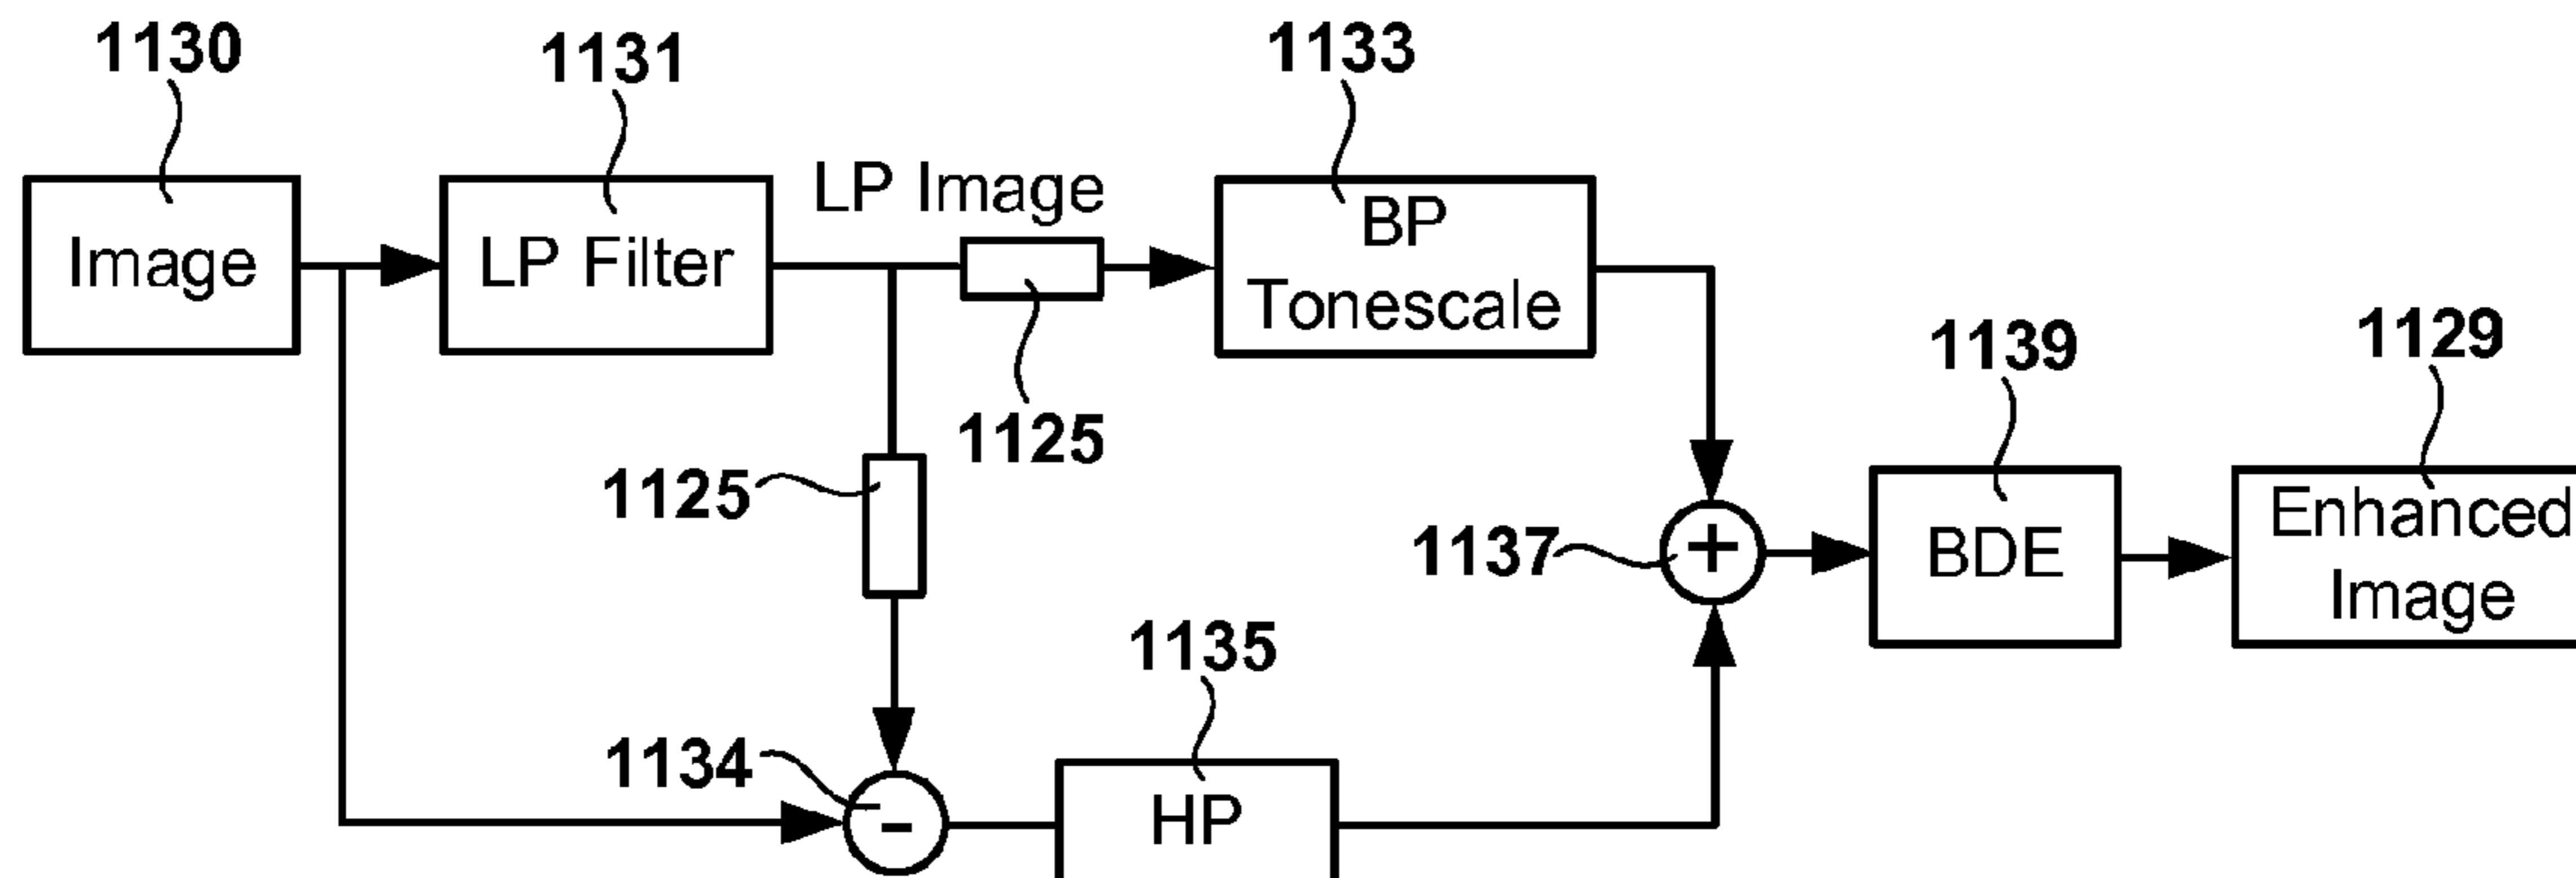 1130
1131
1133
LP Image
Image
LP Filter
BP
Tonescale
1125
1125
1139
1129
1137
BDE
Enhanced
Image
1135
1134
-
+
HP